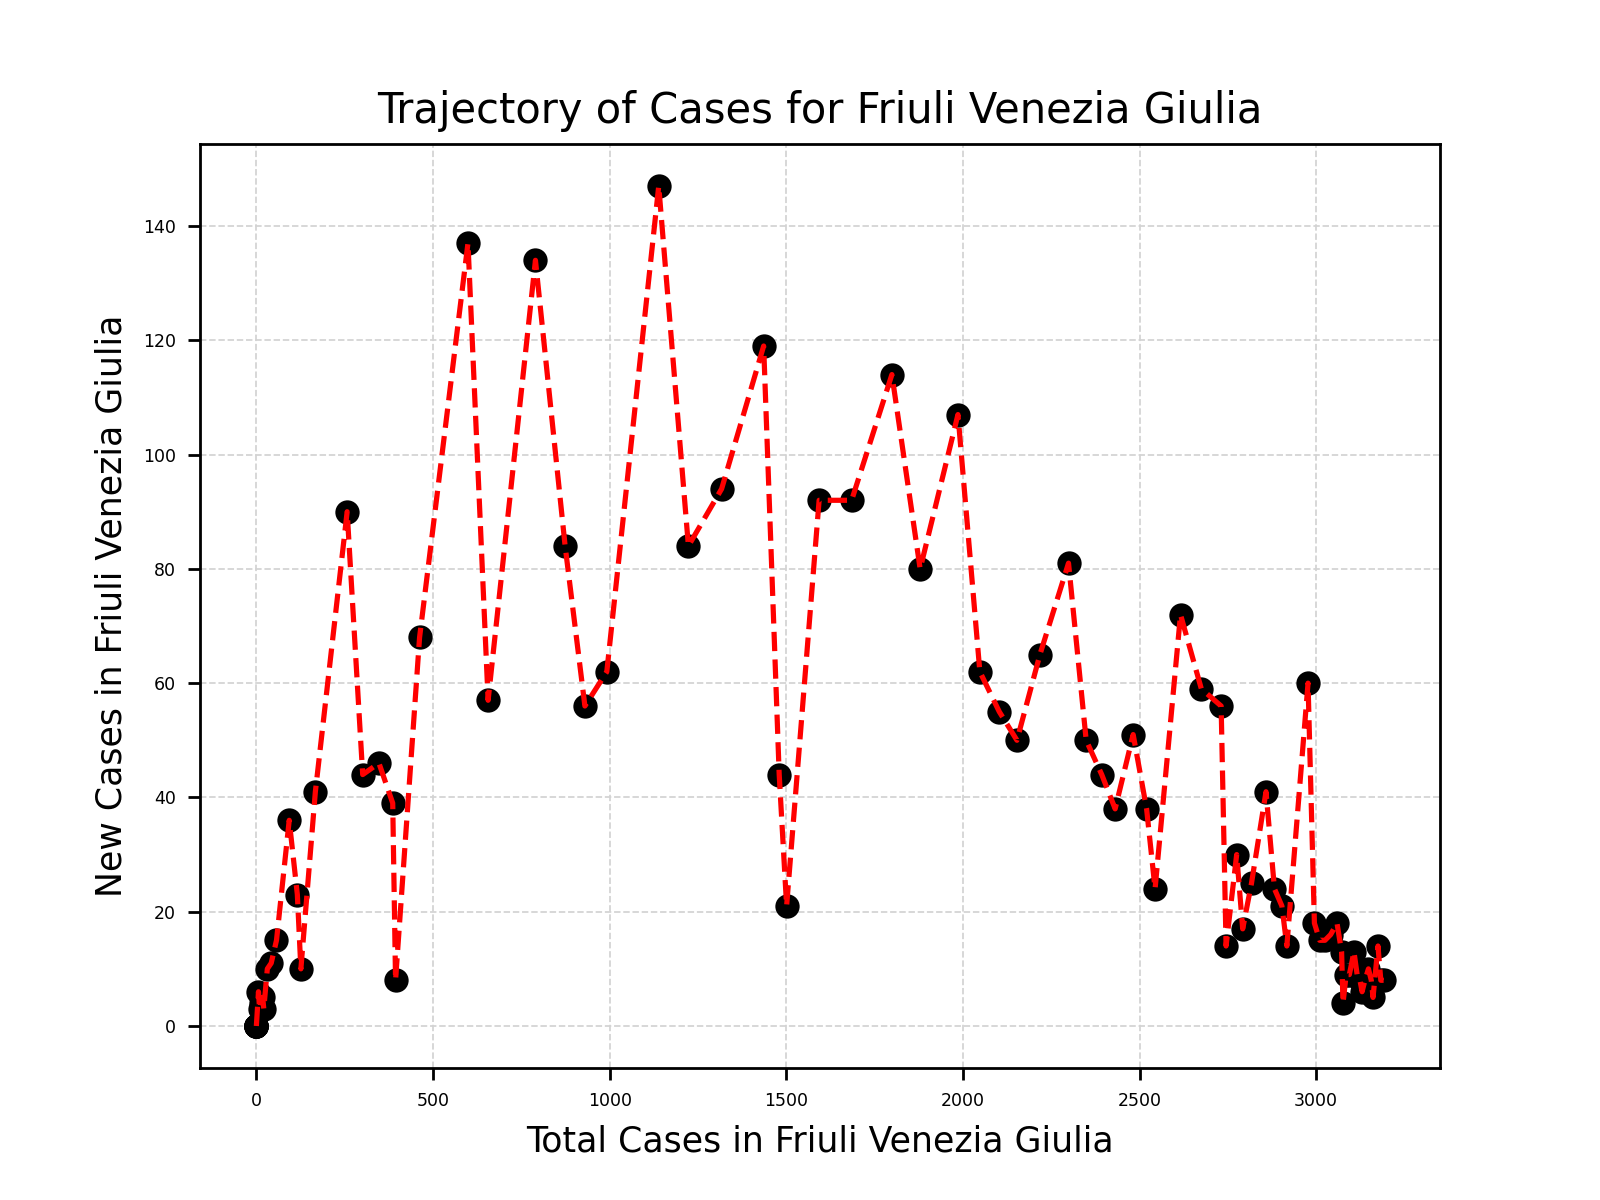 Trajectory of Cases for Friuli Venezia Giulia
New Cases in Friuli Venezia Giulia
140
120
100
80
60
40
20
0
0 500 1000 1500 2000 2500 3000
Total Cases in Friuli Venezia Giulia